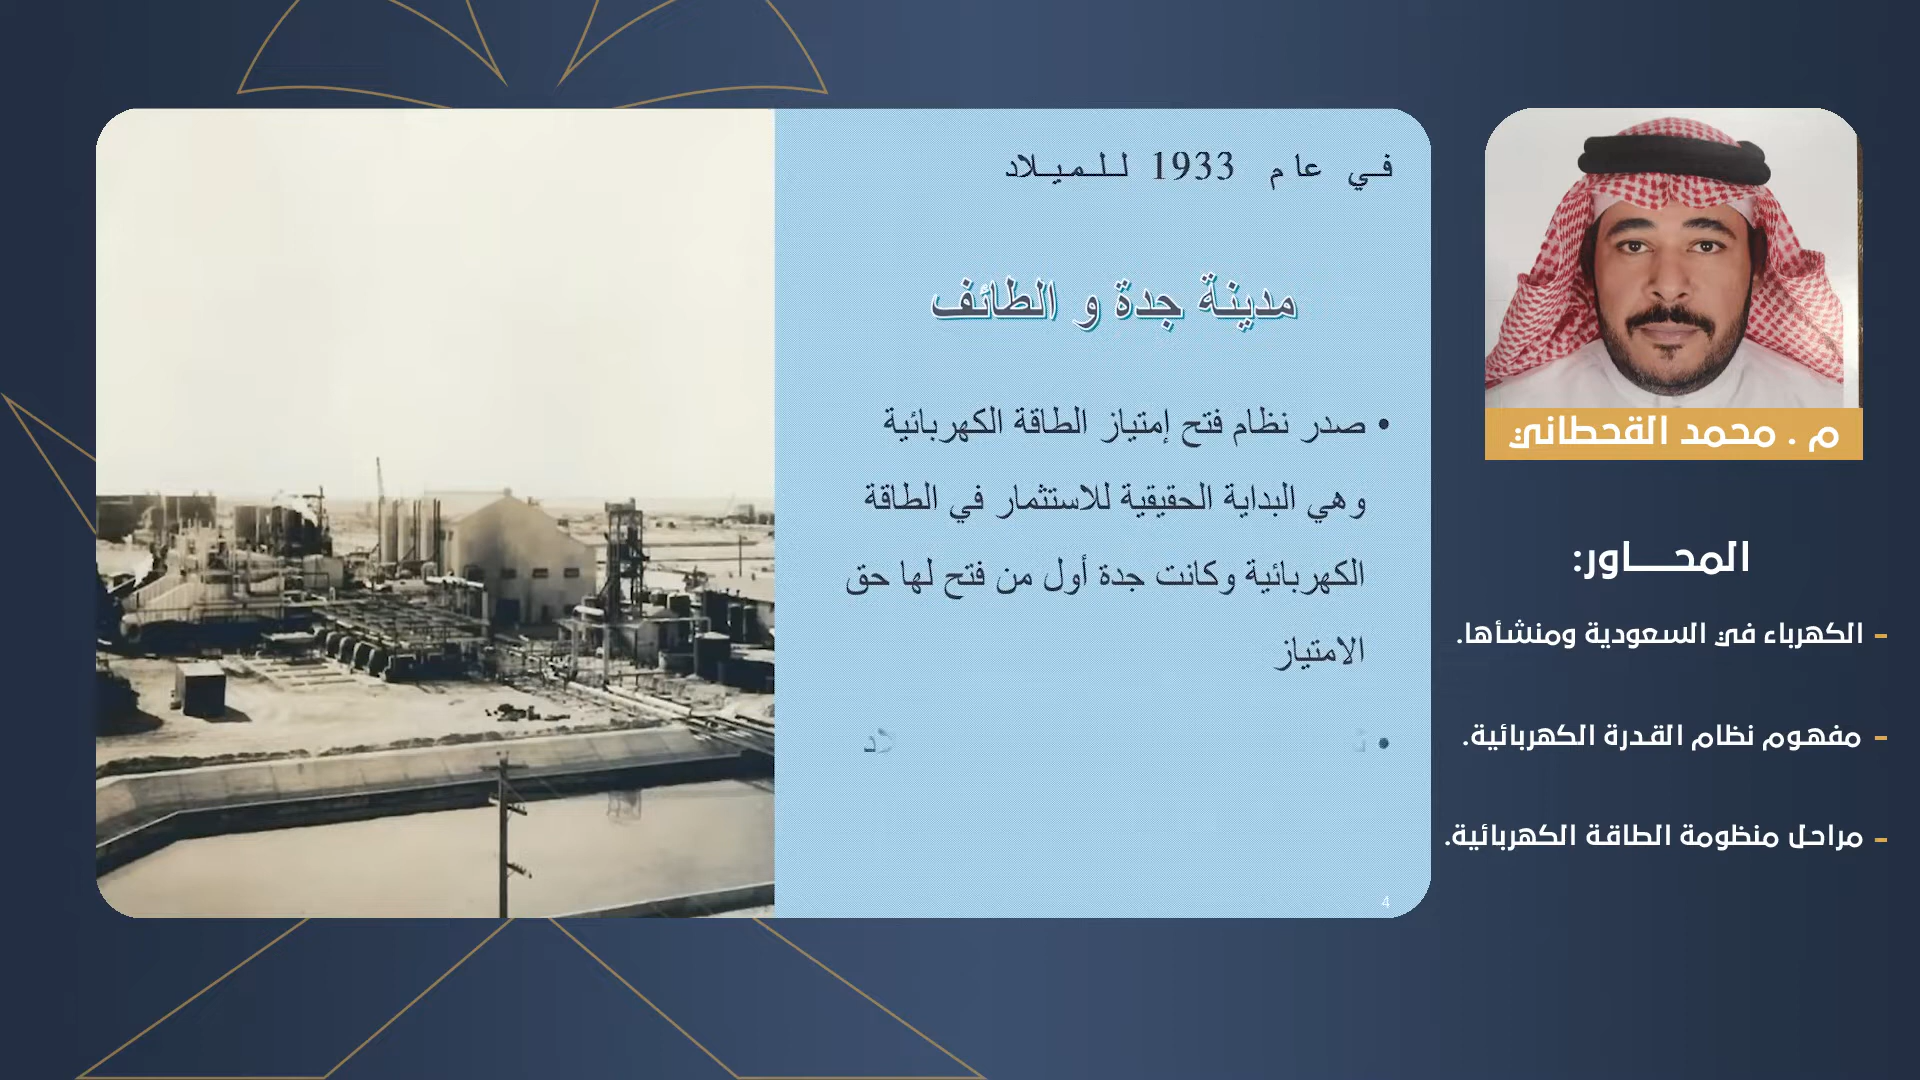 في عام 1933 للميلاد
مدينة جدة و الطائف
• صدر نظام فتح إمتياز الطاقة الكهربائية
وهي البداية الحقيقية للاستثمار في الطاقة
الكهربائية وكانت جدة أول من فتح لها حق
الامتياز
•
4
م . محمد القحطاني
المحـــاور:
- الكهرباء في السعودية ومنشأها.
- مفهوم نظام القدرة الكهربائية.
- مراحل منظومة الطاقة الكهربائية.